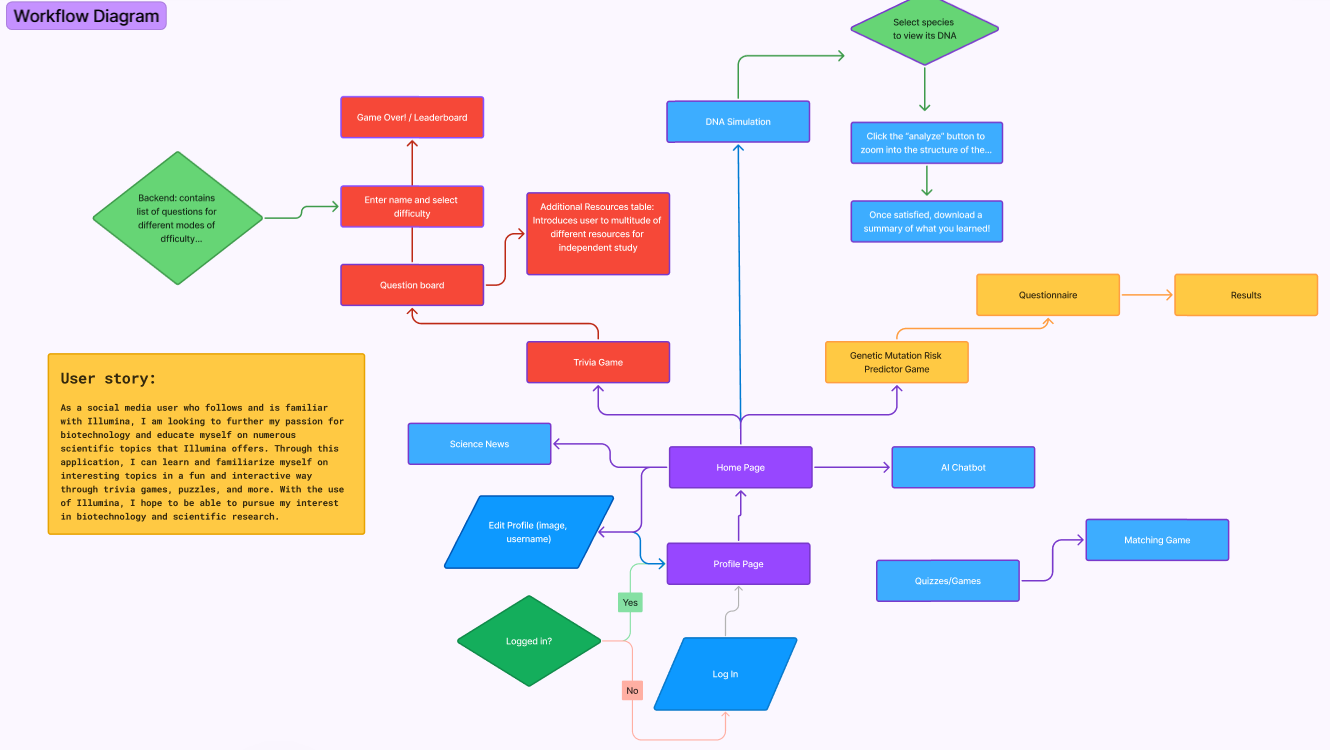 Workflow Diagram
Select species
to view its DNA
Game Over! / Leaderboard
DNA Simulation
Click the "analyze" button to
zoom into the structure of the...
Backend: contains
list of questions for
different modes of
dfficulty...
Enter name and select
difficulty
Additional Resources table:
Introduces user to multitude of
different resources for
independent study
Once satisfied, download a
summary of what you learned!
Question board
Questionnaire
Results
Trivia Game
Genetic Mutation Risk
Predictor Game
User story:
As a social media user who follows and is familiar
with Illumina, I am looking to further my passion for
biotechnology and educate myself on numerous
scientific topics that Illumina offers. Through this
application, I can learn and familiarize myself on
interesting topics in a fun and interactive way
through trivia games, puzzles, and more. With the use
of Illumina, I hope to be able to pursue my interest
in biotechnology and scientific research.
Science News
Home Page
AI Chatbot
Edit Profile (image,
username)
Profile Page
Matching Game
Quizzes/Games
Yes
Logged in?
Log In
No